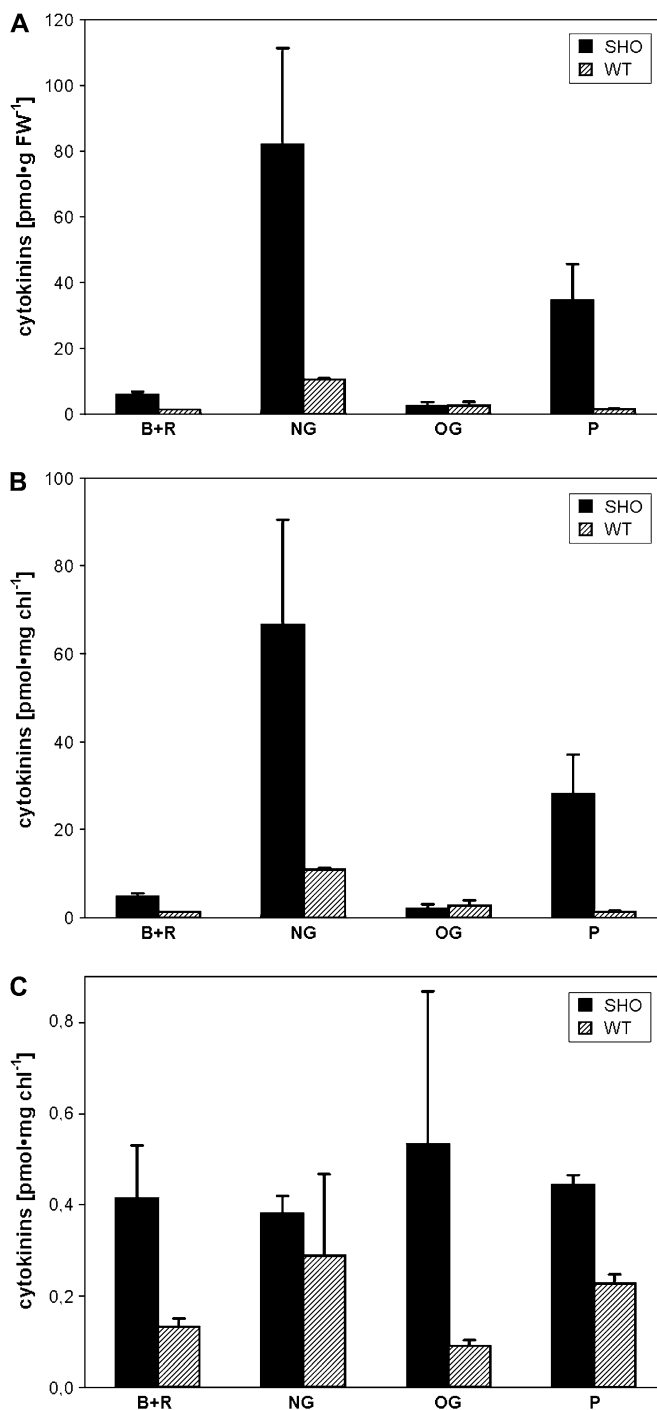 A
cytokinins [pmol•g FW⁻¹]
120
100
80
60
40
20
0
SHO
WT
B+R NG OG P
B
cytokinins [pmol•mg chl⁻¹]
100
80
60
40
20
0
SHO
WT
B+R NG OG P
C
cytokinins [pmol•mg chl⁻¹]
0,8
0,6
0,4
0,2
0,0
SHO
WT
B+R NG OG P